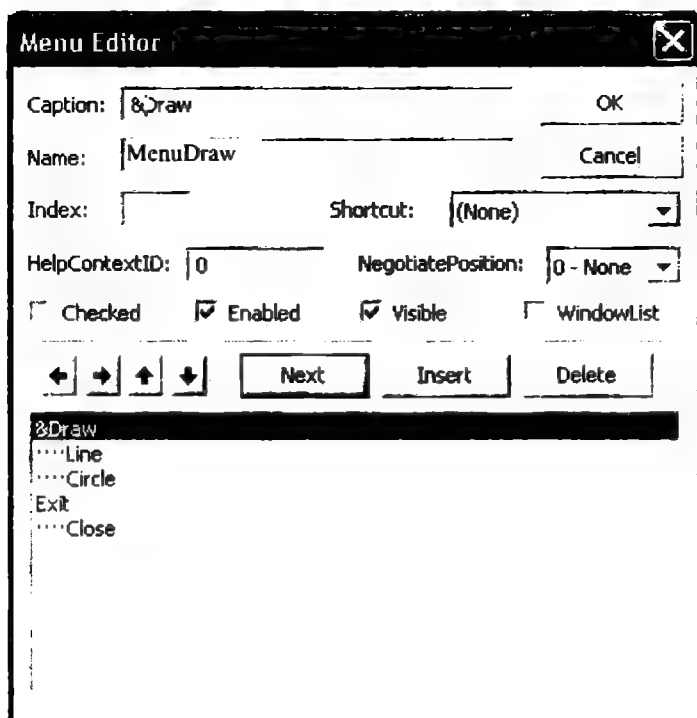 Menu Editor
Caption: &Draw OK
Name: MenuDraw Cancel
Index: Shortcut: (None)
HelpContextID: 0 NegotiatePosition: 0 - None
Checked Enabled Visible WindowList
Next Insert Delete
&Draw
····Line
····Circle
Exit
····Close